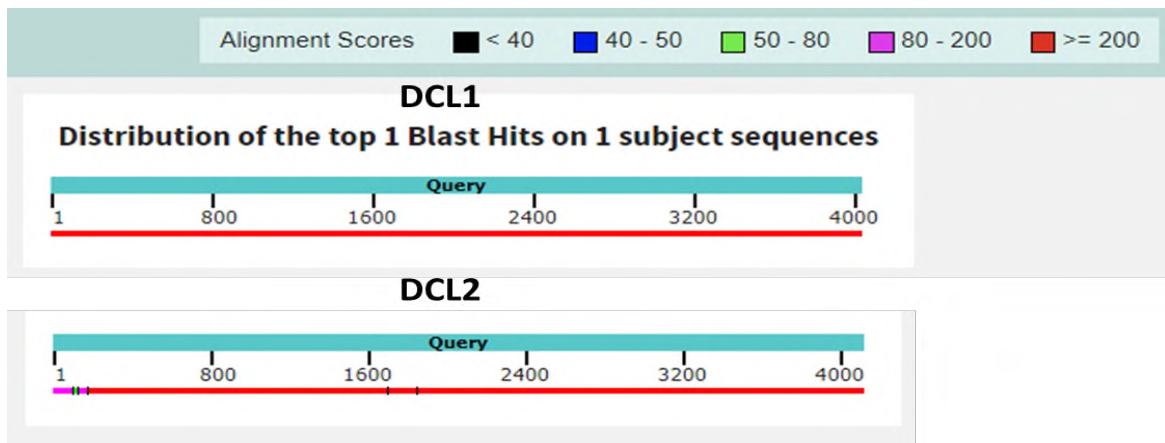 Alignment Scores < 40 40 - 50 50 - 80 80 - 200 >= 200
DCL1
Distribution of the top 1 Blast Hits on 1 subject sequences
Query
1 800 1600 2400 3200 4000
DCL2
Query
1 800 1600 2400 3200 4000